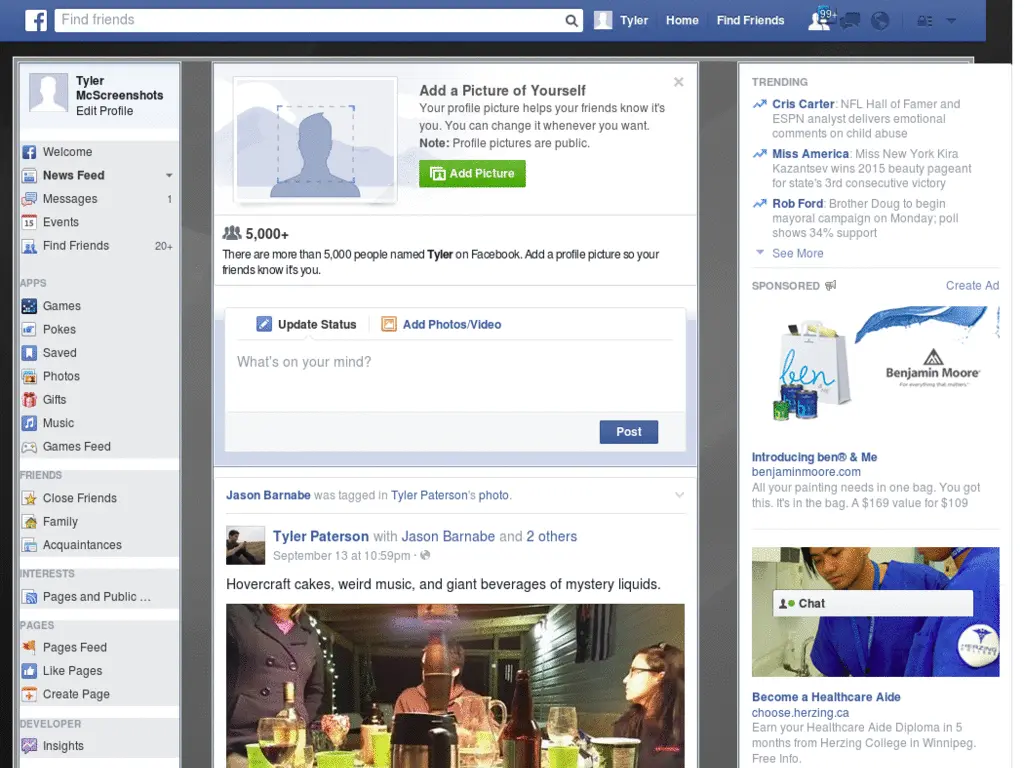 Find friends
Tyler
Home
Find Friends
99+
Tyler
McScreenshots
Edit Profile
Welcome
News Feed
Messages 1
Events
Find Friends 20+
APPS
Games
Pokes
Saved
Photos
Gifts
Music
Games Feed
FRIENDS
Close Friends
Family
Acquaintances
INTERESTS
Pages and Public ...
PAGES
Pages Feed
Like Pages
Create Page
DEVELOPER
Insights
Add a Picture of Yourself
Your profile picture helps your friends know it's
you. You can change it whenever you want.
Note: Profile pictures are public.
Add Picture
5,000+
There are more than 5,000 people named Tyler on Facebook. Add a profile picture so your
friends know it's you.
Update Status
Add Photos/Video
What's on your mind?
Post
Jason Barnabe was tagged in Tyler Paterson's photo.
Tyler Paterson with Jason Barnabe and 2 others
September 13 at 10:59pm ·
Hovercraft cakes, weird music, and giant beverages of mystery liquids.
TRENDING
Cris Carter: NFL Hall of Famer and
ESPN analyst delivers emotional
comments on child abuse
Miss America: Miss New York Kira
Kazantsev wins 2015 beauty pageant
for state's 3rd consecutive victory
Rob Ford: Brother Doug to begin
mayoral campaign on Monday; poll
shows 34% support
See More
SPONSORED
Create Ad
ben
Benjamin Moore
For everything that matters.
Introducing ben® & Me
benjaminmoore.com
All your painting needs in one bag. You got
this. It's in the bag. A $169 value for $109
Chat
HERZING
COLLEGE
Become a Healthcare Aide
choose.herzing.ca
Earn your Healthcare Aide Diploma in 5
months from Herzing College in Winnipeg.
Free Info.